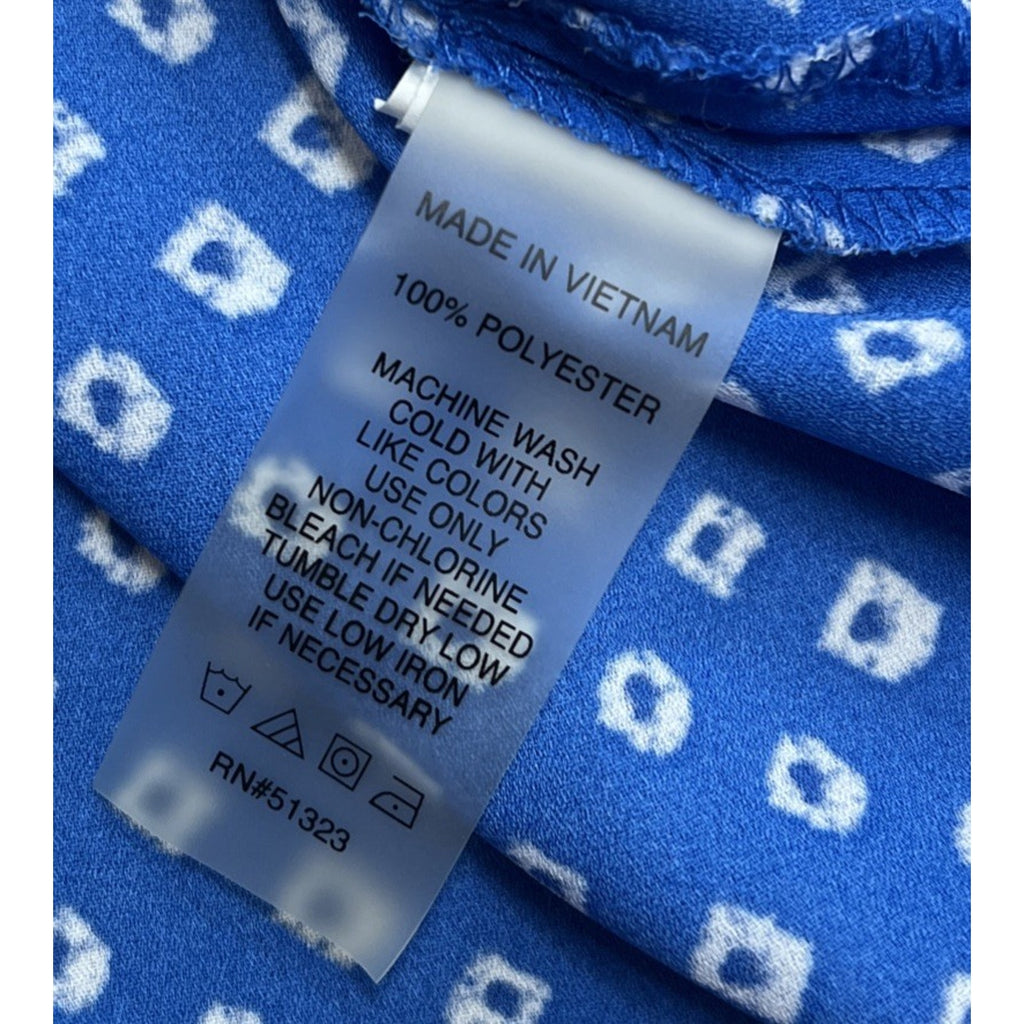 MADE IN VIETNAM
100% POLYESTER
MACHINE WASH
COLD WITH
LIKE COLORS
USE ONLY
NON-CHLORINE
BLEACH IF NEEDED
TUMBLE DRY LOW
USE LOW IRON
IF NECESSARY
RN#51323